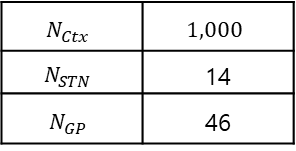 N_Ctx 1,000
N_STN 14
N_GP 46